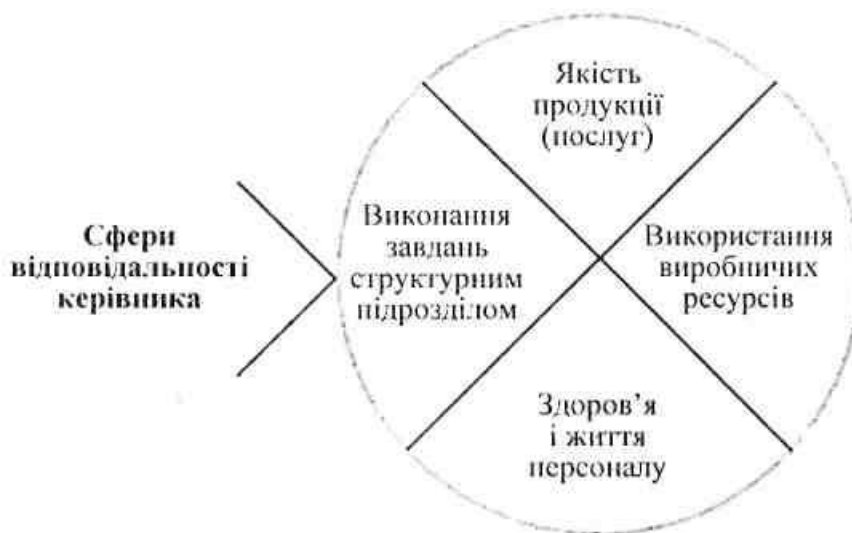 Сфери
відповідальності
керівника
Якість
продукції
(послуг)
Виконання
завдань
структурним
підрозділом
Використання
виробничих
ресурсів
Здоров’я
і життя
персоналу